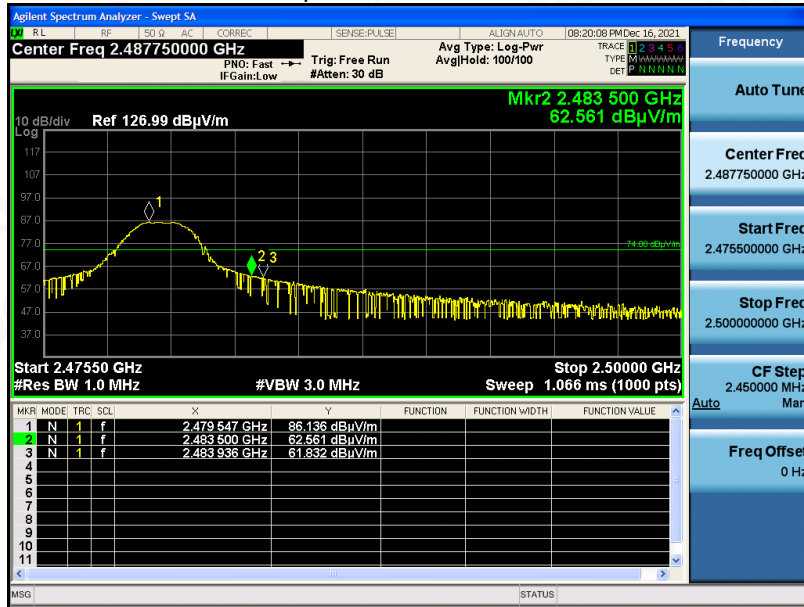 Agilent Spectrum Analyzer - Swept SA
LXI RL RF 50 Ω AC CORREC SENSE:PULSE ALIGN AUTO 08:20:08 PM Dec 16, 2021
Center Freq 2.487750000 GHz
PNO: Fast
IFGain:Low
Trig: Free Run
#Atten: 30 dB
Avg Type: Log-Pwr
Avg|Hold: 100/100
TRACE 1 2 3 4 5 6
TYPE M WWWWW
DET P N N N N N
Mkr2 2.483 500 GHz
62.561 dBµV/m
10 dB/div Ref 126.99 dBµV/m
Log
117
107
97.0
87.0
77.0
67.0
57.0
47.0
37.0
1
2
3
74.00 dBµV/m
Start 2.47550 GHz Stop 2.50000 GHz
#Res BW 1.0 MHz #VBW 3.0 MHz Sweep 1.066 ms (1000 pts)
MKR MODE TRC SCL X Y FUNCTION FUNCTION WIDTH FUNCTION VALUE
1 N 1 f 2.479 547 GHz 86.136 dBµV/m
2 N 1 f 2.483 500 GHz 62.561 dBµV/m
3 N 1 f 2.483 936 GHz 61.832 dBµV/m
4
5
6
7
8
9
10
11
MSG STATUS
Frequency
Auto Tune
Center Freq
2.487750000 GHz
Start Freq
2.475500000 GHz
Stop Freq
2.500000000 GHz
CF Step
2.450000 MHz
Auto Man
Freq Offset
0 Hz